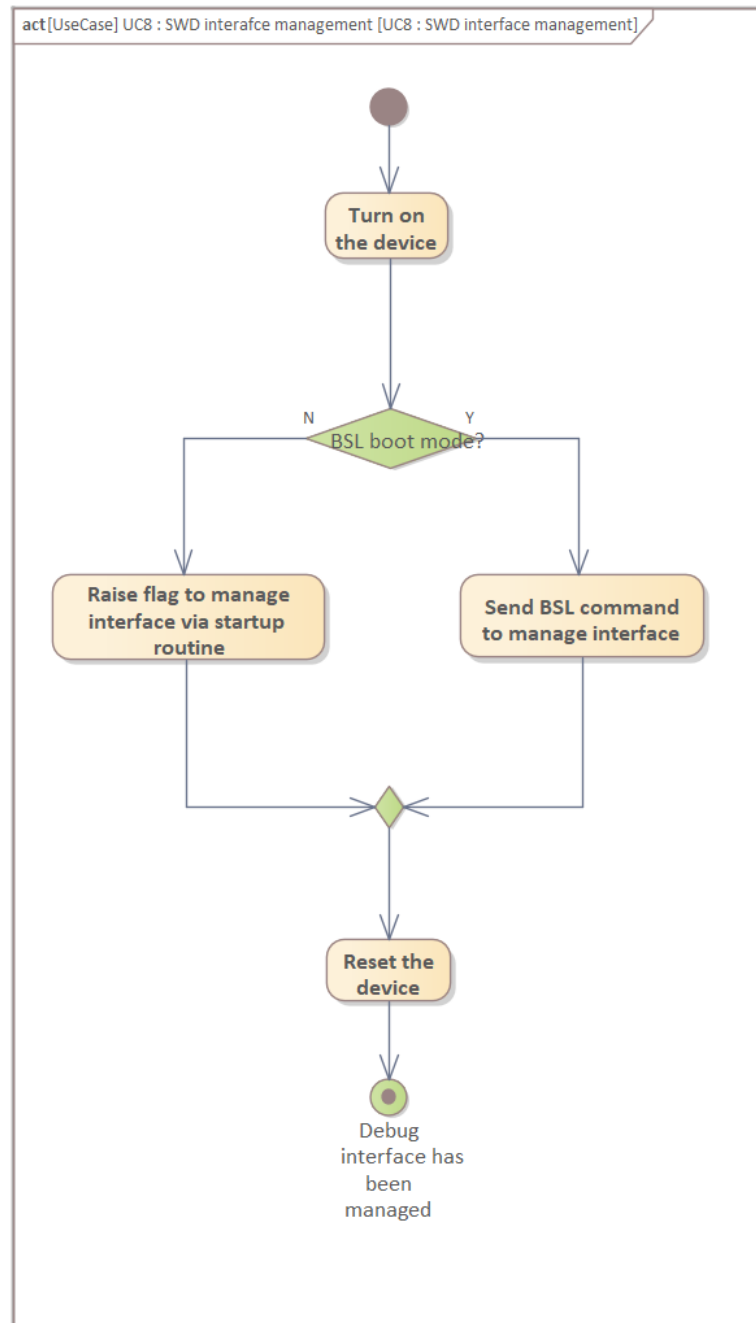 act [UseCase] UC8 : SWD interafce management [UC8 : SWD interface management]
Turn on
the device
N
Y
BSL boot mode?
Raise flag to manage
interface via startup
routine
Send BSL command
to manage interface
Reset the
device
Debug
interface has
been
managed